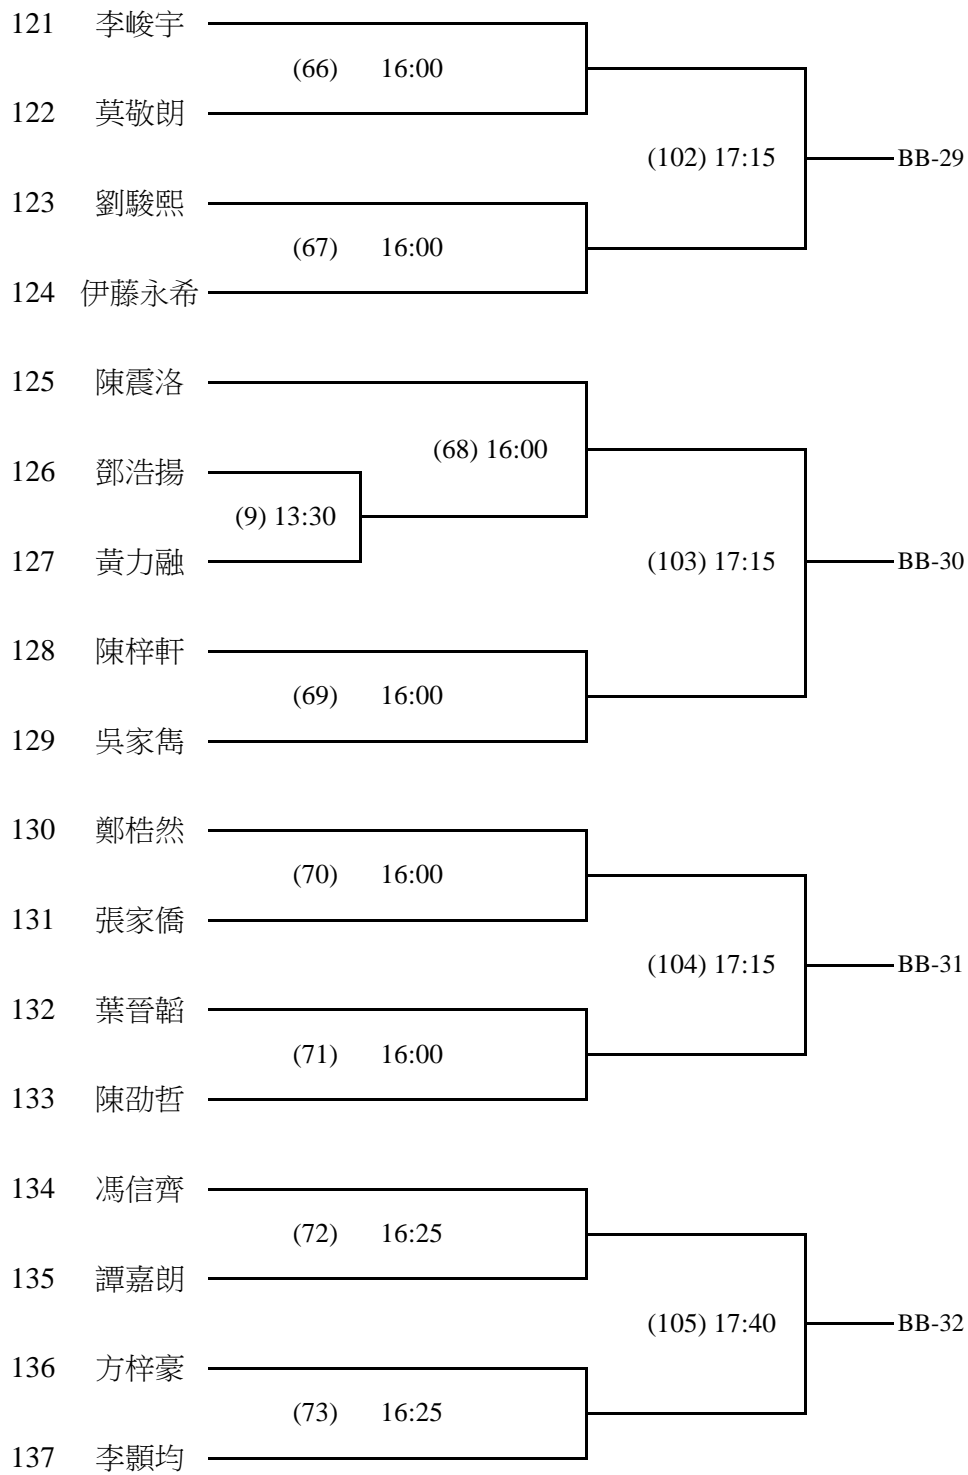 121 李峻宇
(66) 16:00
122 莫敬朗
(102) 17:15 BB-29
123 劉駿熙
(67) 16:00
124 伊藤永希
125 陳震洛
(68) 16:00
126 鄧浩揚
(9) 13:30
127 黃力融
(103) 17:15 BB-30
128 陳梓軒
(69) 16:00
129 吳家雋
130 鄭梏然
(70) 16:00
131 張家僑
(104) 17:15 BB-31
132 葉晉韜
(71) 16:00
133 陳劭哲
134 馮信齊
(72) 16:25
135 譚嘉朗
(105) 17:40 BB-32
136 方梓豪
(73) 16:25
137 李顥均